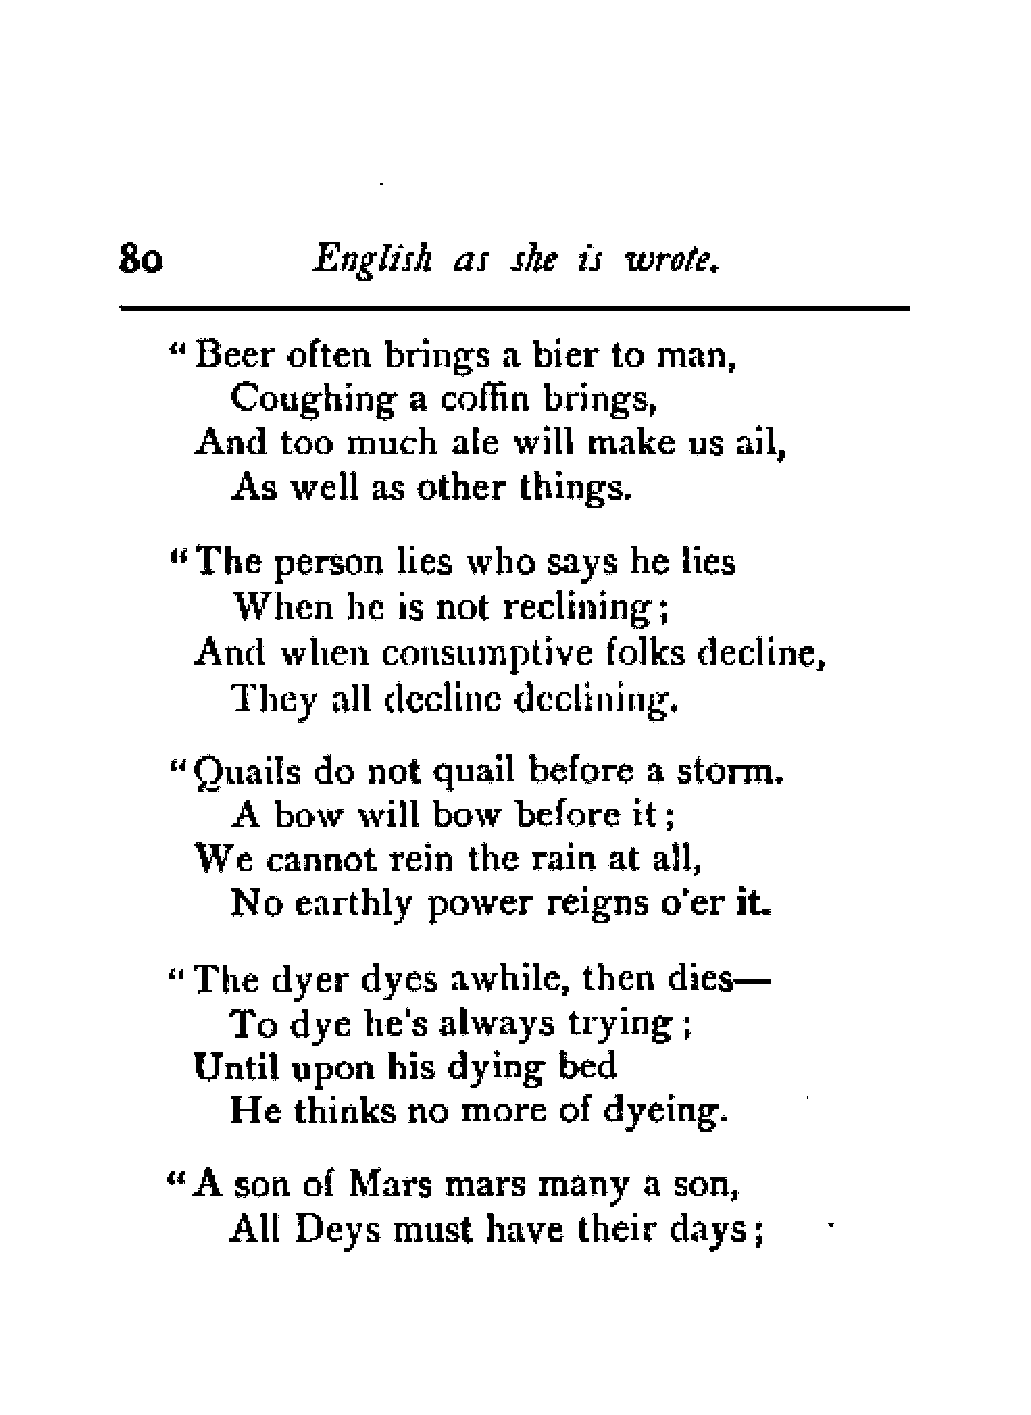 80 English as she is wrote.
“Beer often brings a bier to man,
Coughing a coffin brings,
And too much ale will make us ail,
As well as other things.
“The person lies who says he lies
When he is not reclining;
And when consumptive folks decline,
They all decline declining.
“Quails do not quail before a storm.
A bow will bow before it;
We cannot rein the rain at all,
No earthly power reigns o'er it.
“The dyer dyes awhile, then dies—
To dye he's always trying;
Until upon his dying bed
He thinks no more of dyeing.
“A son of Mars mars many a son,
All Deys must have their days;